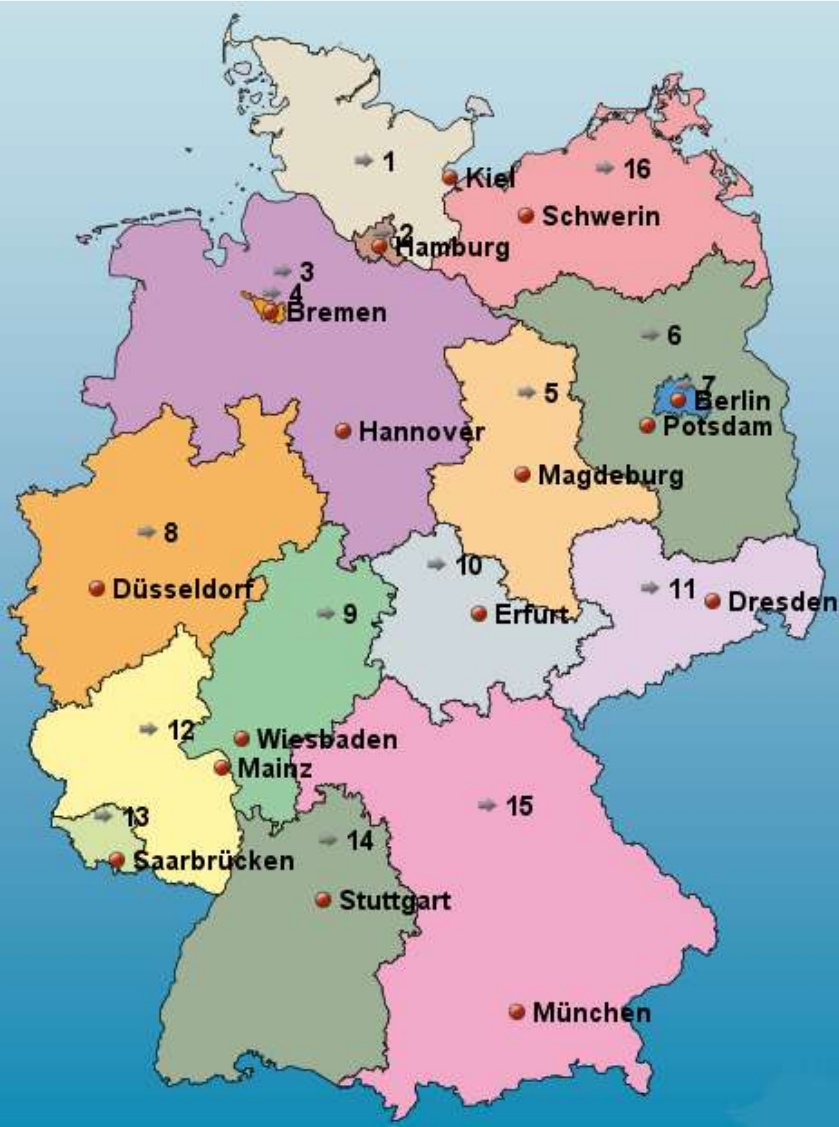 1
Kiel
16
Schwerin
2
Hamburg
3
4
Bremen
6
7
Berlin
5
Potsdam
Hannover
Magdeburg
8
10
Düsseldorf
9
Erfurt
11
Dresden
12
Wiesbaden
Mainz
15
13
14
Saarbrücken
Stuttgart
München